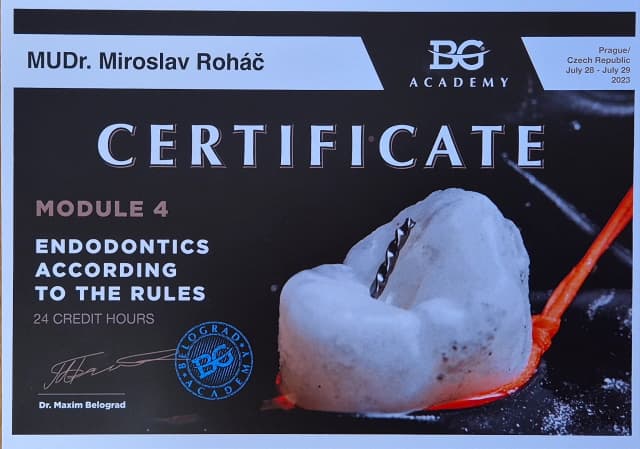 MUDr. Miroslav Roháč
BG
ACADEMY
Prague/
Czech Republic
July 28 - July 29
2023
CERTIFICATE
MODULE 4
ENDODONTICS
ACCORDING
TO THE RULES
24 CREDIT HOURS
BELOGRAD
BG
ACADEMY
Dr. Maxim Belograd